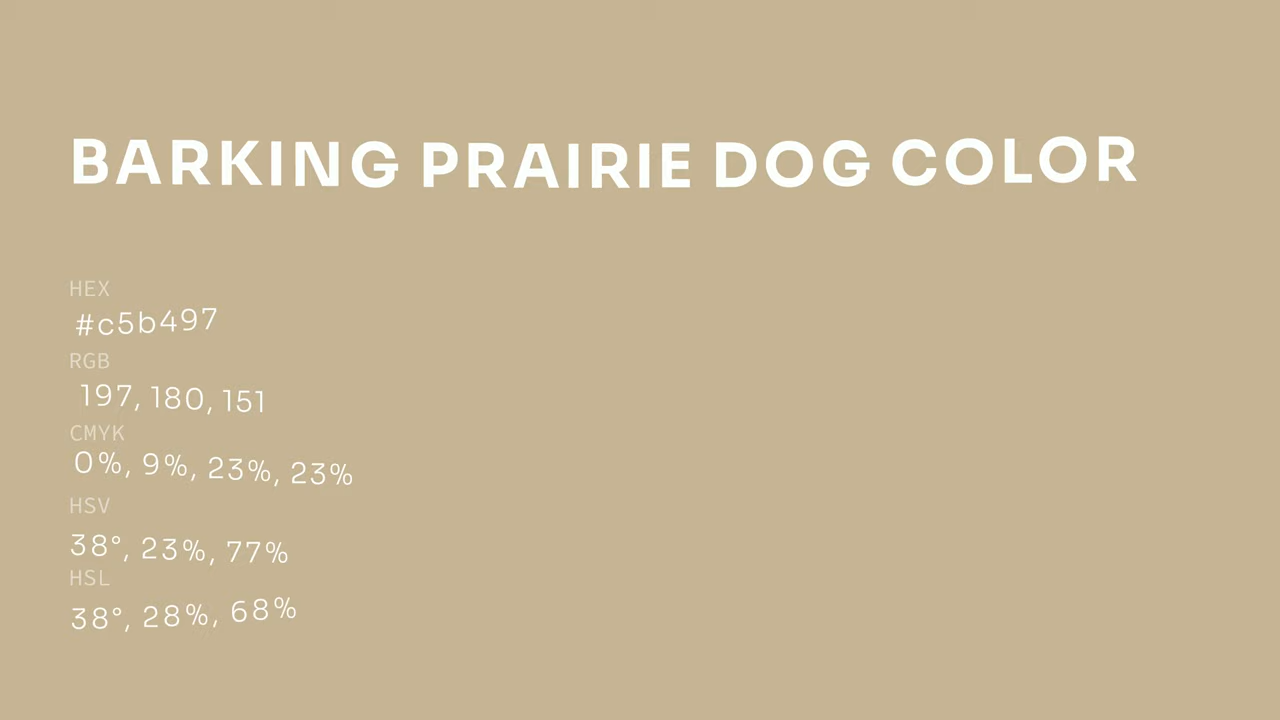 BARKING PRAIRIE DOG COLOR
HEX
#c5b497
RGB
197, 180, 151
CMYK
0%, 9%, 23%, 23%
HSV
38°, 23%, 77%
HSL
38°, 28%, 68%